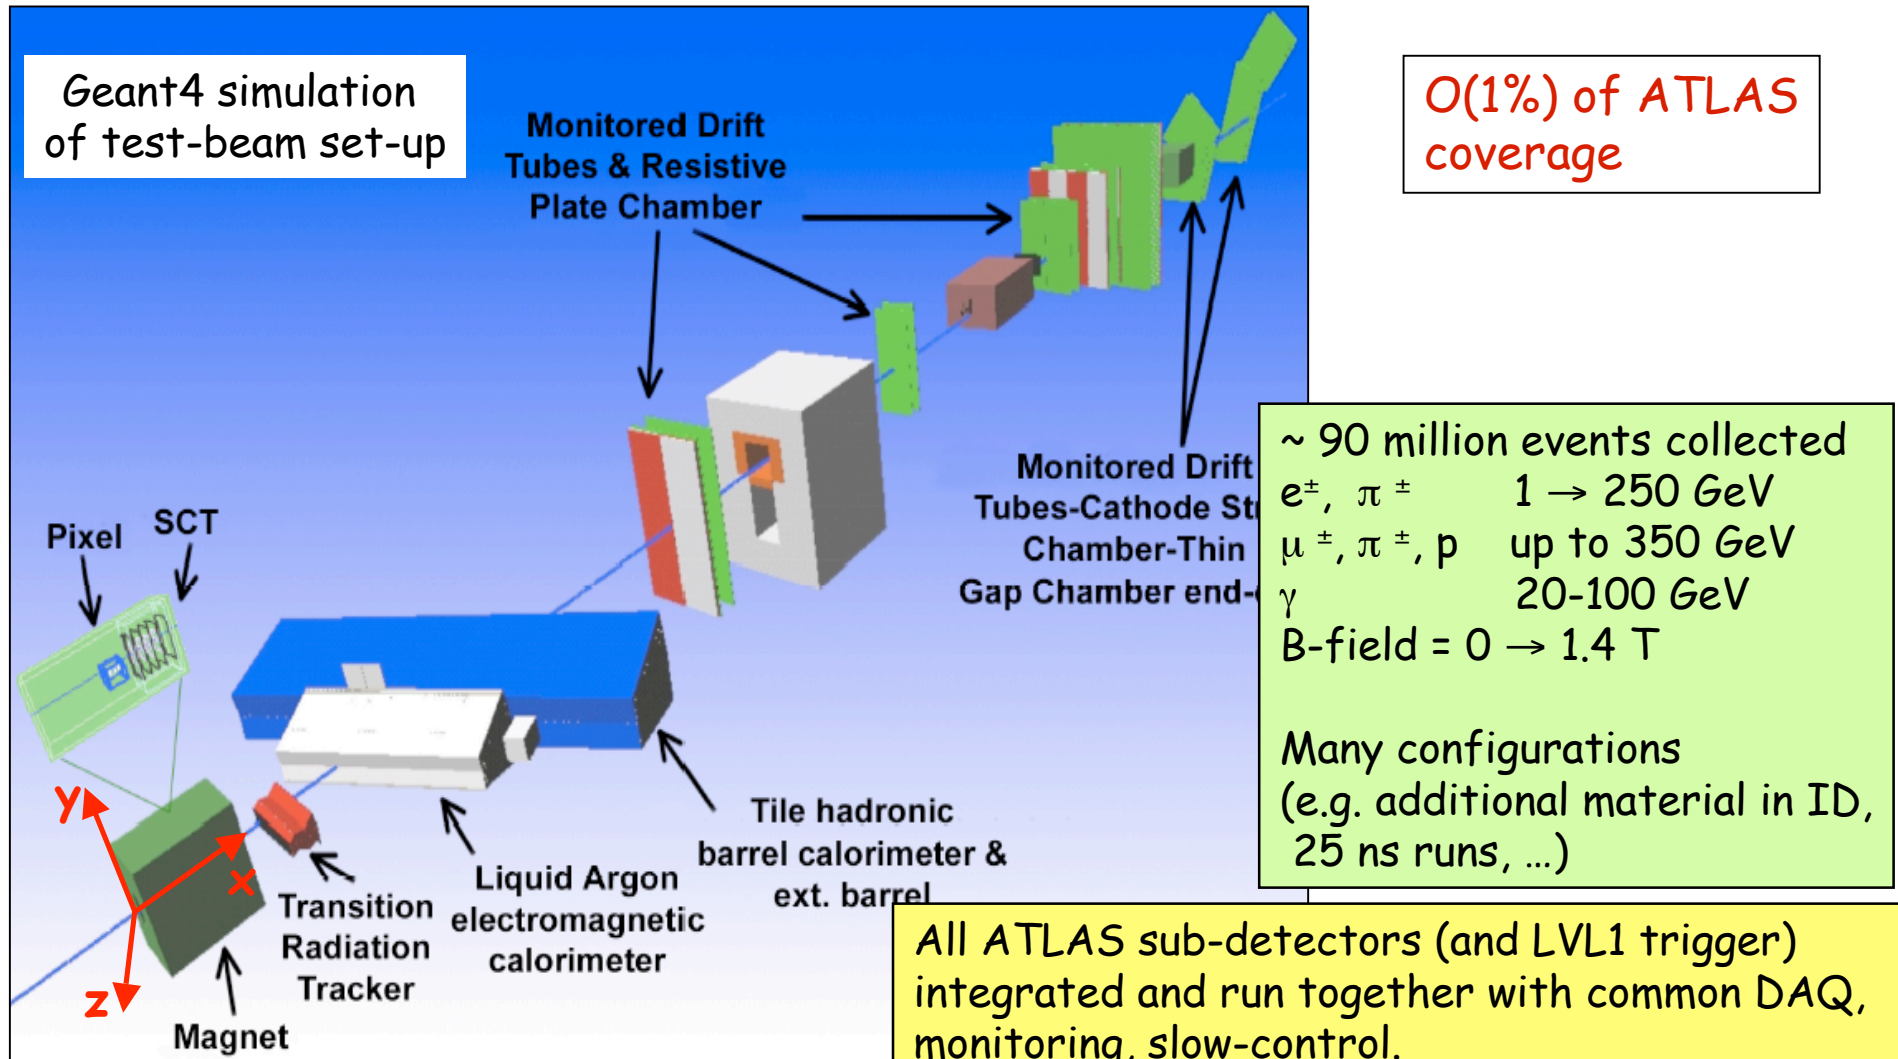 Geant4 simulation
of test-beam set-up
Monitored Drift
Tubes & Resistive
Plate Chamber
O(1%) of ATLAS
coverage
Monitored Drift
Tubes-Cathode
Chamber-Thin
Gap Chamber
~ 90 million events collected
e±, π ± 1 → 250 GeV
μ ±, π ±, p up to 350 GeV
γ 20-100 GeV
B-field = 0 → 1.4 T
Many configurations
(e.g. additional material in ID,
25 ns runs, …)
Pixel
SCT
y
x
z
Magnet
Transition
Radiation
Tracker
Liquid Argon
electromagnetic
calorimeter
Tile hadronic
barrel calorimeter &
ext. barrel
All ATLAS sub-detectors (and LVL1 trigger)
integrated and run together with common DAQ,
monitoring, slow-control.